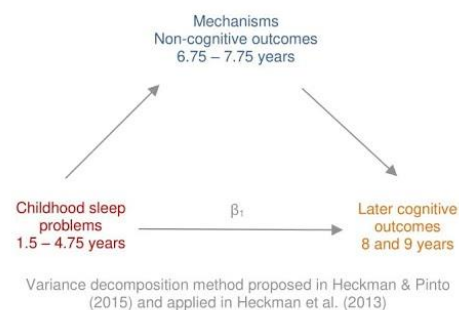 Mechanisms
Non-cognitive outcomes
6.75 – 7.75 years
β₁
Childhood sleep
problems
1.5 – 4.75 years
Later cognitive
outcomes
8 and 9 years
Variance decomposition method proposed in Heckman & Pinto
(2015) and applied in Heckman et al. (2013)